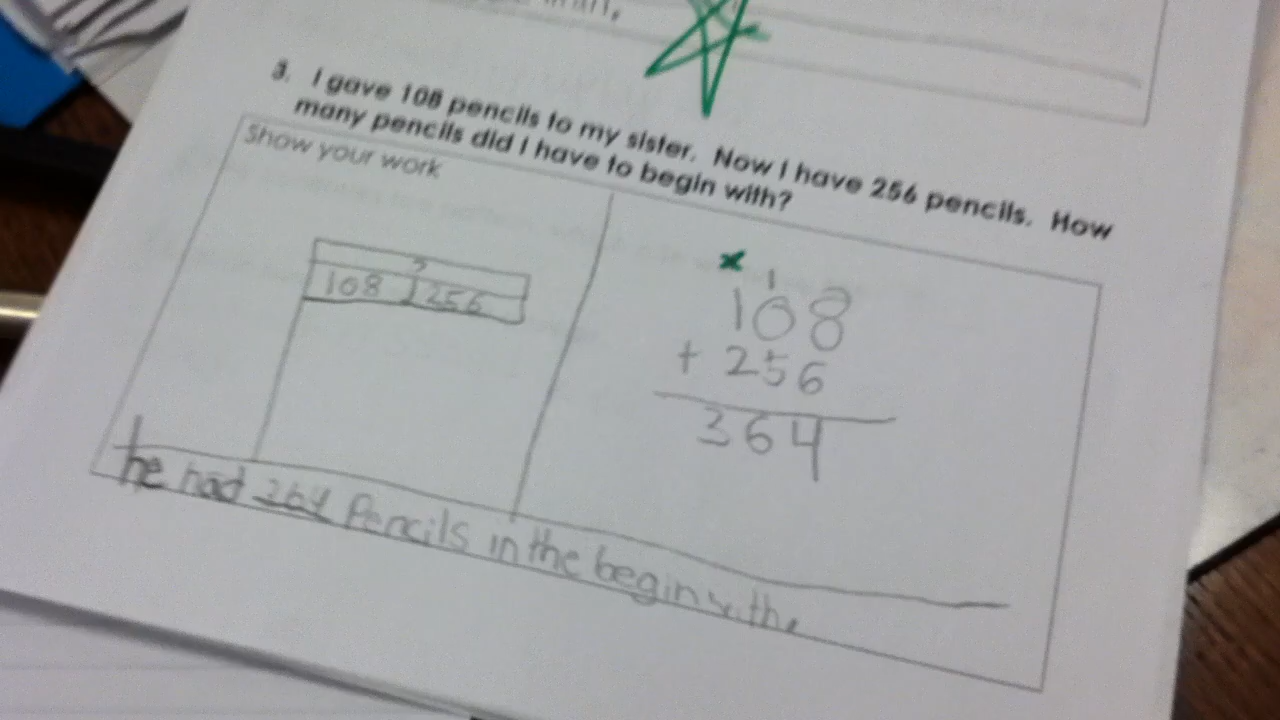 3. I gave 108 pencils to my sister. Now I have 256 pencils. How
many pencils did I have to begin with?
Show your work
?
108 256
1
108
+ 256
364
he had 364 Pencils in the begin with.